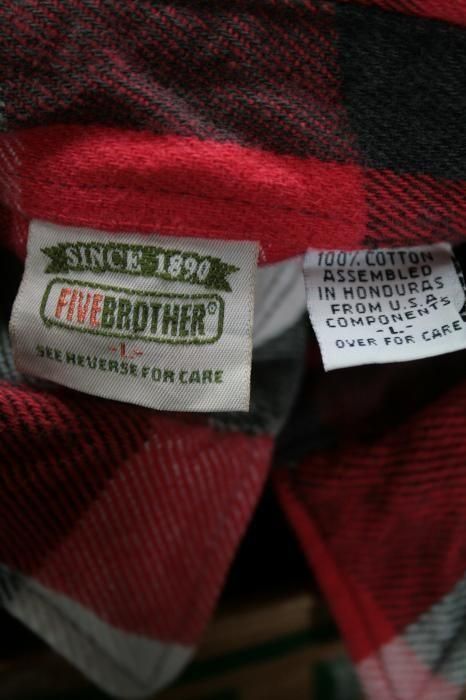 SINCE 1890
FIVEBROTHER®
-L-
SEE REVERSE FOR CARE
100% COTTON
ASSEMBLED
IN HONDURAS
FROM U.S.A.
COMPONENTS
-L-
OVER FOR CARE